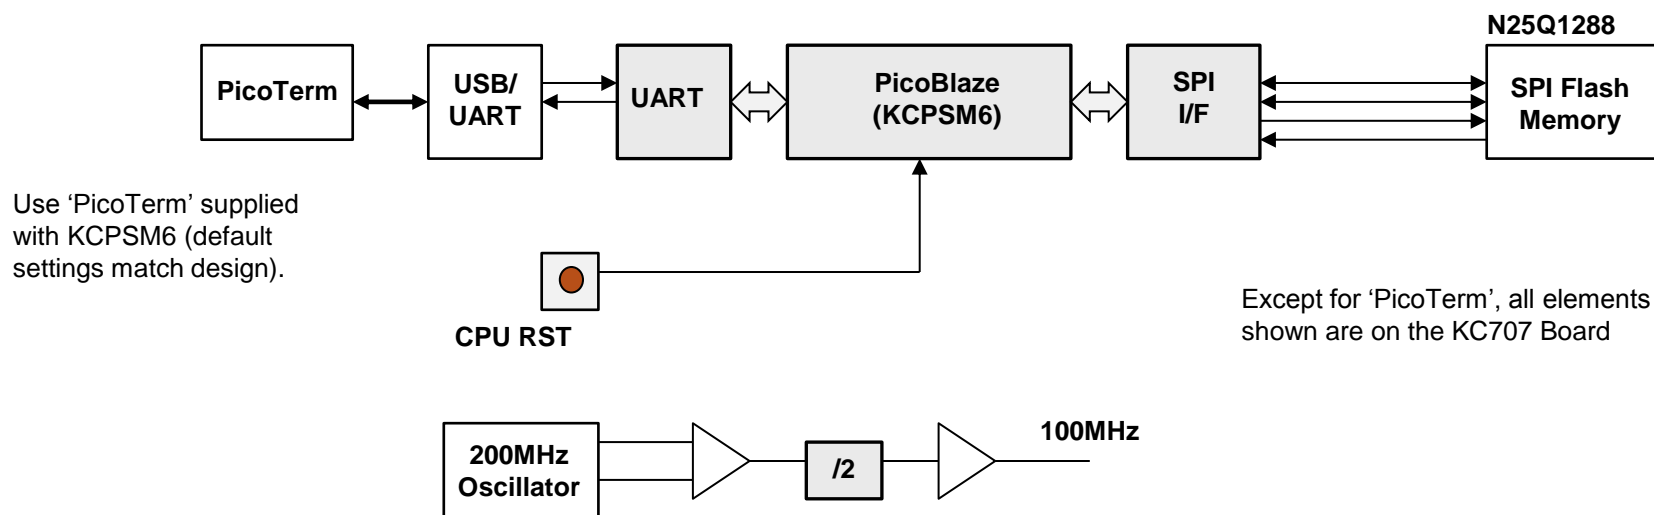 N25Q1288
PicoTerm
USB/
UART
UART
PicoBlaze
(KCPSM6)
SPI
I/F
SPI Flash
Memory
Use ‘PicoTerm’ supplied
with KCPSM6 (default
settings match design).
CPU RST
Except for ‘PicoTerm’, all elements
shown are on the KC707 Board
200MHz
Oscillator
/2
100MHz